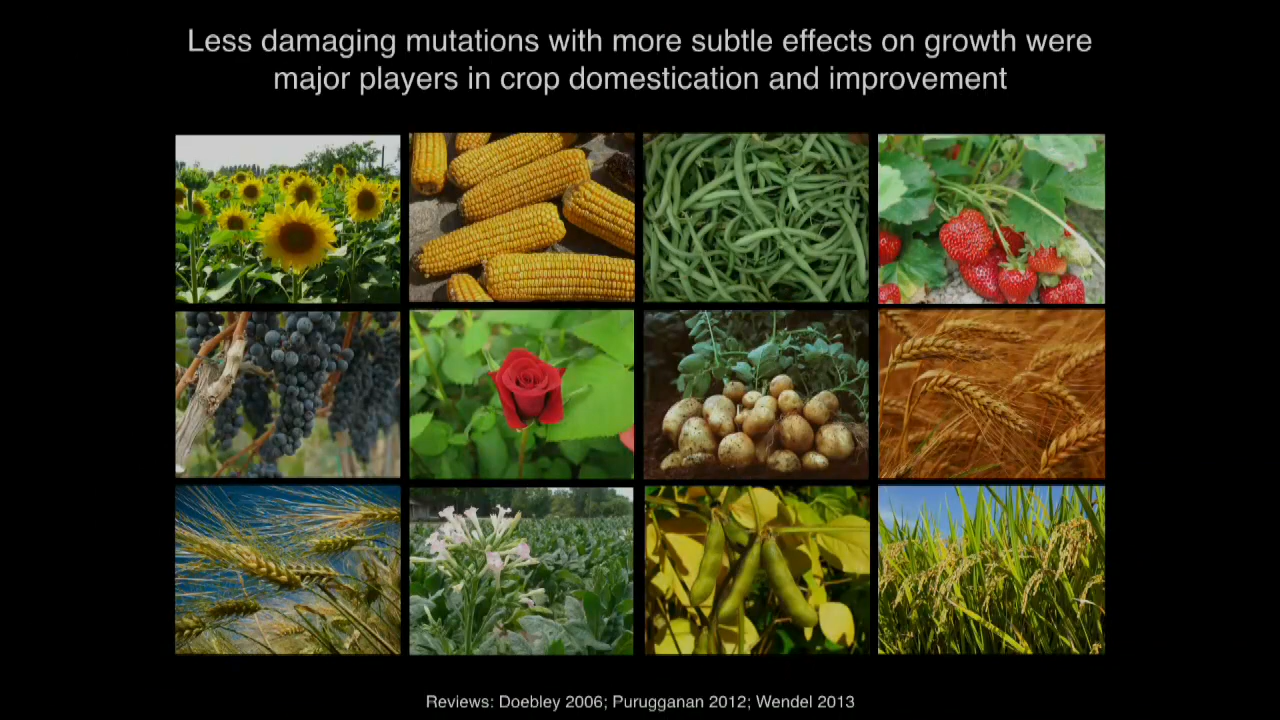 Less damaging mutations with more subtle effects on growth were
major players in crop domestication and improvement
Reviews: Doebley 2006; Purugganan 2012; Wendel 2013